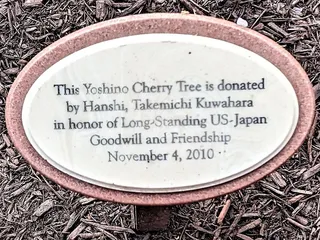 This Yoshino Cherry Tree is donated
by Hanshi, Takemichi Kuwahara
in honor of Long-Standing US-Japan
Goodwill and Friendship
November 4, 2010